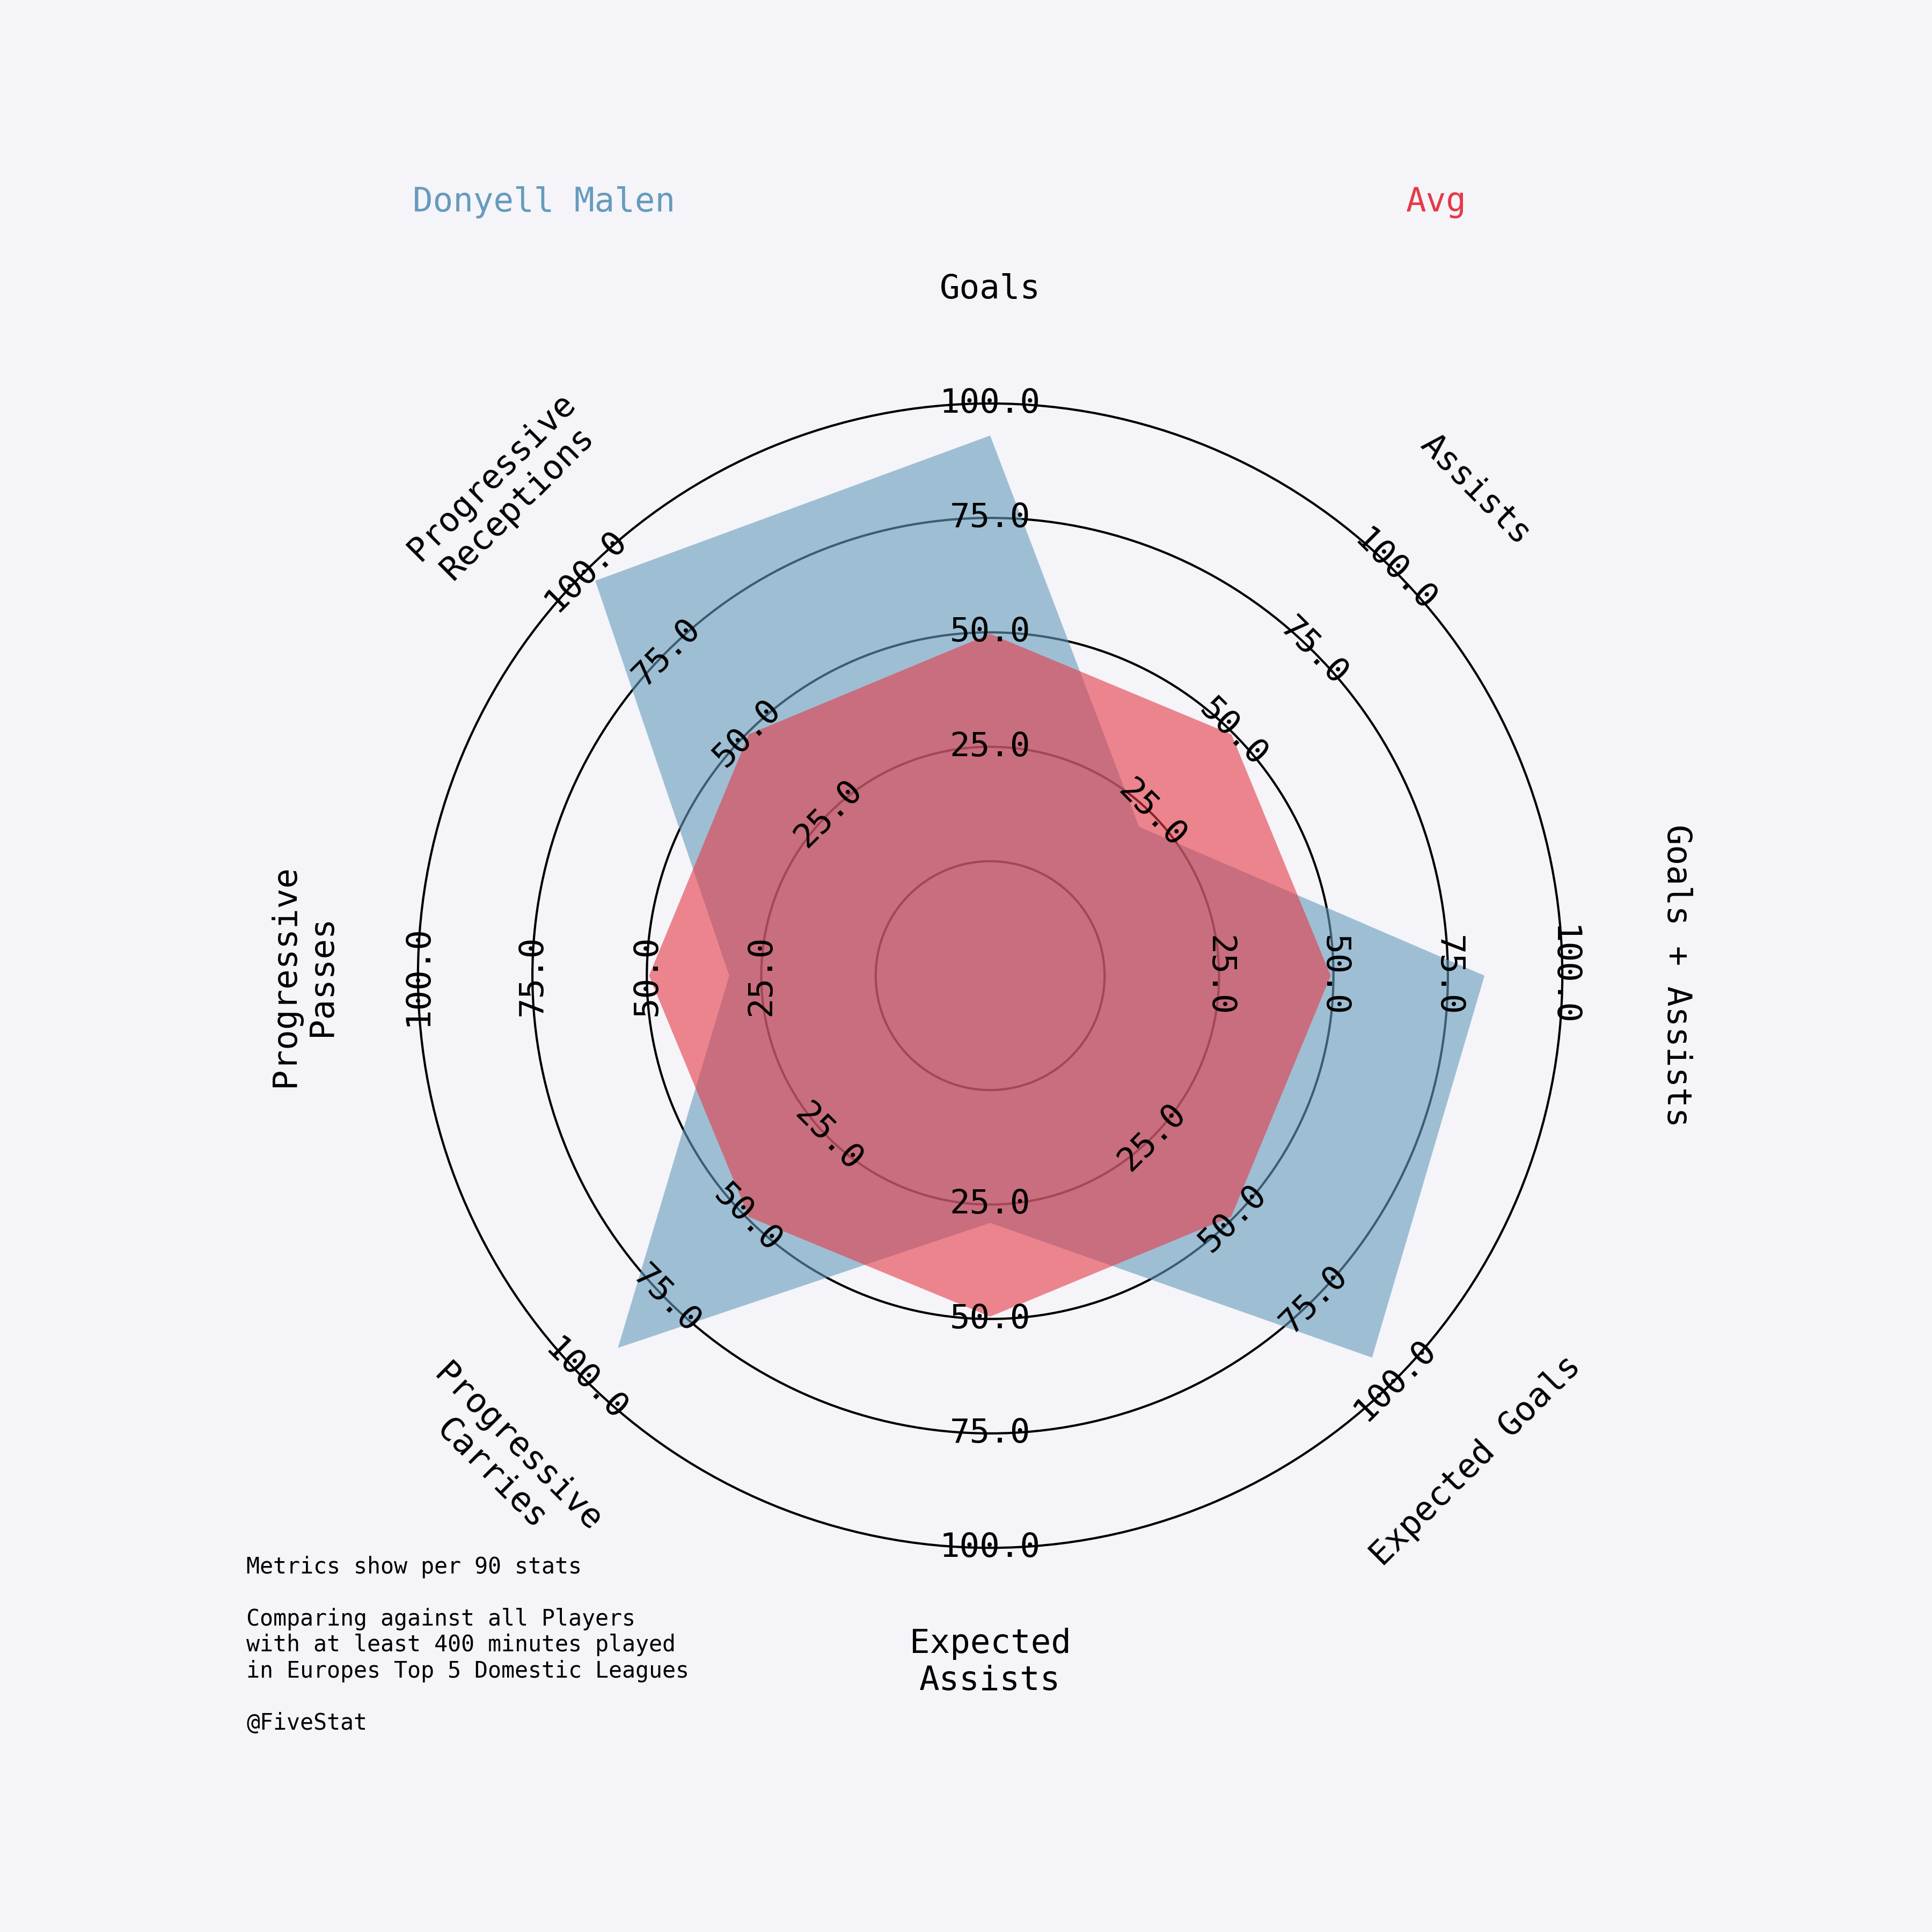 Donyell Malen
Avg
Goals
Assists
Goals + Assists
Expected Goals
Expected
Assists
Progressive
Carries
Progressive
Passes
Progressive
Receptions
25.0
50.0
75.0
100.0
25.0
50.0
75.0
100.0
25.0
50.0
75.0
100.0
25.0
50.0
75.0
100.0
25.0
50.0
75.0
100.0
25.0
50.0
75.0
100.0
25.0
50.0
75.0
100.0
25.0
50.0
75.0
100.0
Metrics show per 90 stats
Comparing against all Players
with at least 400 minutes played
in Europes Top 5 Domestic Leagues
@FiveStat